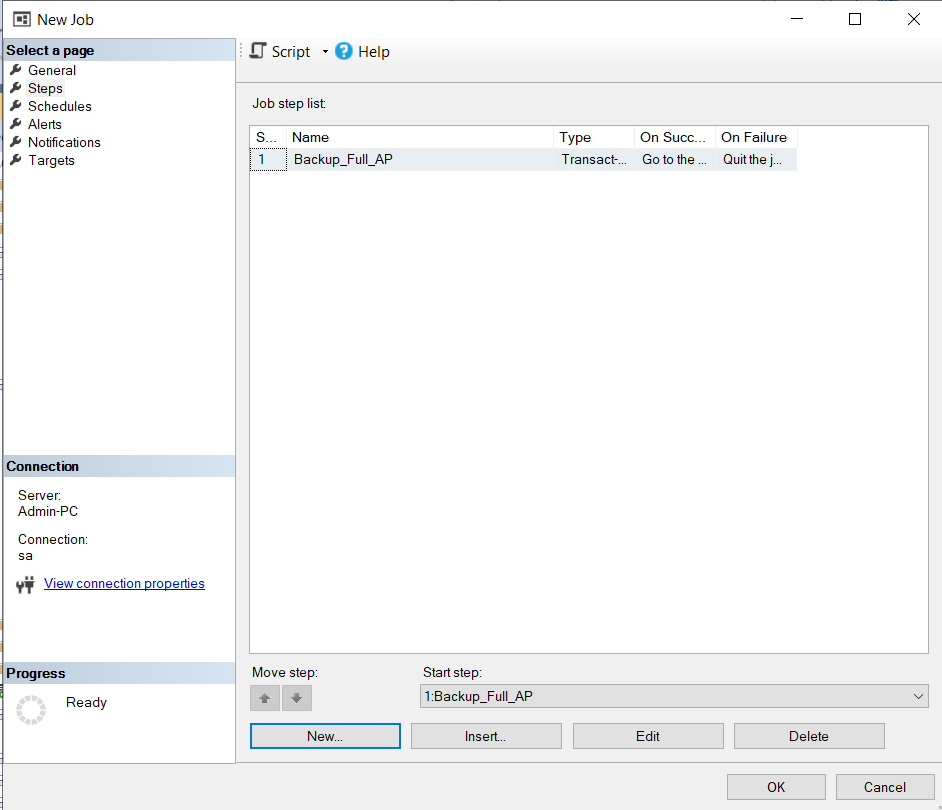 New Job
Select a page
General
Steps
Schedules
Alerts
Notifications
Targets
Script
Help
Job step list:
S... Name Type On Succ... On Failure
1 Backup_Full_AP Transact-... Go to the ... Quit the j...
Connection
Server:
Admin-PC
Connection:
sa
View connection properties
Progress
Ready
Move step:
Start step:
1:Backup_Full_AP
New...
Insert...
Edit
Delete
OK
Cancel